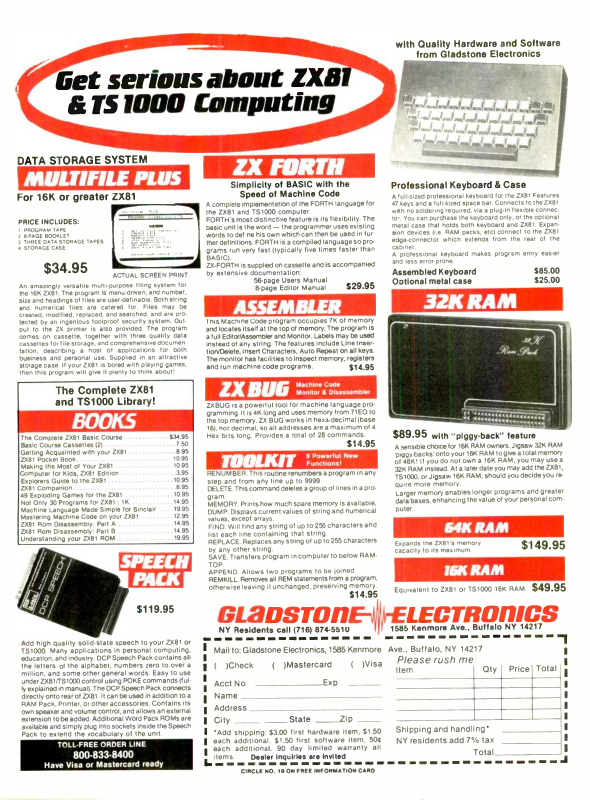 Get serious about ZX81
& TS1000 Computing
with Quality Hardware and Software
from Gladstone Electronics
DATA STORAGE SYSTEM
MULTIFILE PLUS
For 16K or greater ZX81
PRICE INCLUDES:
1 PROGRAM TAPE
2 8-PAGE BOOKLET
3 THREE DATA STORAGE TAPES
4 STORAGE CASE
$34.95
ACTUAL SCREEN PRINT.
An amazingly versatile multi-purpose filing system for
the 16K ZX81. The program is menu-driven, and number,
size and headings of files are user-definable. Both string
and numerical files are catered for. Files may be
created, modified, replaced, and searched, and are pro-
tected by an ingenious foolproof security system. Out-
put to the ZX printer is also provided. The program
comes on cassette, together with three quality data
cassettes for file storage, and comprehensive documen-
tation, describing a host of applications for both
business and personal use. Supplied in an attractive
storage case. If your ZX81 is bored with playing games,
then this program will give it plenty to think about!
The Complete ZX81
and TS1000 Library!
BOOKS
The Complete ZX81 Basic Course $34.95
Basic Course Cassettes (2) 7.50
Getting Acquainted with your ZX81 8.95
ZX81 Pocket Book 10.95
Making the Most of Your ZX81 10.95
Computer for Kids, ZX81 Edition 3.95
Explorers Guide to the ZX81 10.95
ZX81 Companion 8.95
49 Exploding Games for the ZX81 10.95
Not Only 30 Programs for ZX81: 1K 14.95
Machine Language Made Simple for Sinclair 19.95
Mastering Machine Code on your ZX81 12.95
ZX81 Rom Disassembly: Part A 14.95
ZX81 Rom Disassembly: Part B 14.95
Understanding your ZX81 ROM 19.95
SPEECH
PACK
DCP SPEECH
$119.95
Add high quality solid-state speech to your ZX81 or
TS1000. Many applications in personal computing,
education, and industry. DCP Speech Pack contains all
the letters of the alphabet, numbers zero to over a
million, and some other general words. Easy to use
under ZX81/TS1000 control using POKE commands (ful-
ly explained in manual). The DCP Speech Pack connects
directly onto rear of ZX81. It can be used in addition to a
RAM Pack, Printer, or other accessories. Contains its
own speaker and volume control, and allows an external
extension to be added. Additional Word Pack ROMs are
available and simply plug into sockets inside the Speech
Pack to extend the vocabulary of the unit.
TOLL-FREE ORDER LINE
800-833-8400
Have Visa or Mastercard ready
ZX FORTH
Simplicity of BASIC with the
Speed of Machine Code
A complete implementation of the FORTH language for
the ZX81 and TS1000 computer.
FORTH's most distinctive feature is its flexibility. The
basic unit is the word — the programmer uses existing
words to define his own which can then be used in fur
the definitions. FORTH is a compiled language so pro-
grams run very fast (typically five times faster than
BASIC).
ZX-FORTH is supplied on cassette and is accompanied
by extensive documentation:
56-page Users Manual
8-page Editor Manual
$29.95
ASSEMBLER
This Machine Code program occupies 7K of memory
and locates itself at the top of memory. The program is
a full Editor/Assembler and Monitor. Labels may be used
instead of any string. The features include Line Inser-
tion/Delete, Insert Characters, Auto Repeat on all keys.
The monitor has facilities to inspect memory, registers
and run machine code programs.
$14.95
ZX BUG Machine Code
Monitor & Disassembler
ZXBUG is a powerful tool for machine language pro-
gramming. It is 4K long and uses memory from 71E0 to
the top memory. ZX BUG works in hexa-decimal (base
16), not decimal, so all addresses are a maximum of 4
Hex bits long. Provides a total of 28 commands.
$14.95
TOOLKIT 9 Powerful New
Functions!
RENUMBER. This routine renumbers a program in any
step and from any line up to 9999
DELETE. This command deletes a group of lines in a pro-
gram.
MEMORY. Prints how much spare memory is available,
DUMP. Displays current values of string and numerical
values, except arrays.
FIND. Will find any string of up to 256 characters and
list each line containing that string.
REPLACE. Replaces any string of up to 255 characters
by any other string.
SAVE. Transfers program in computer to below RAM-
TOP
APPEND. Allows two programs to be joined.
REMKILL. Removes all REM statements from a program,
otherwise leaving it unchanged, preserving memory.
$14.95
Professional Keyboard & Case
A full-sized professional keyboard for the ZX81 Features
47 keys and a full-sized space bar. Connects to the ZX81
with no soldering required, via a plug-in flexible connec-
tor. You can purchase the keyboard only, or the optional
metal case that holds both keyboard and ZX81. Expan-
sion devices (i.e. RAM packs, etc) connect to the ZX81
edge-connector which extends from the rear of the
cabinet.
A professional keyboard makes program entry easier
and less error-prone.
Assembled Keyboard $85.00
Optional metal case $25.00
32K RAM
32K
Ram Pack
$89.95 with "piggy-back" feature
A sensible choice for 16K RAM owners. Jigsaw 32K RAM
'piggy backs' onto your 16K RAM to give a total memory
of 48K! If you do not own a 16K RAM, you may use a
32K RAM instead. At a later date you may add the ZX81,
TS1000, or Jigsaw 16K RAM, should you decide you re-
quire more memory.
Larger memory enables longer programs and greater
data bases, enhancing the value of your personal com-
puter.
64K RAM
Expands the ZX81's memory
capacity to its maximum.
$149.95
16K RAM
Equivalent to ZX81 or TS1000 16K RAM. $49.95
GLADSTONE ELECTRONICS
NY Residents call (716) 874-5510
1585 Kenmore Ave., Buffalo NY 14217
Mail to: Gladstone Electronics, 1585 Kenmore Ave., Buffalo, NY 14217
( )Check ( )Mastercard ( )Visa
Acct No Exp
Name
Address
City State Zip
*Add shipping: $3.00 first hardware item, $1.50
each additional. $1.50 first software item, 50¢
each additional. 90 day limited warranty all
items. Dealer inquiries are invited
Please rush me
Item Qty Price Total
Shipping and handling*
NY residents add 7% tax
Total
CIRCLE NO. 19 ON FREE INFORMATION CARD